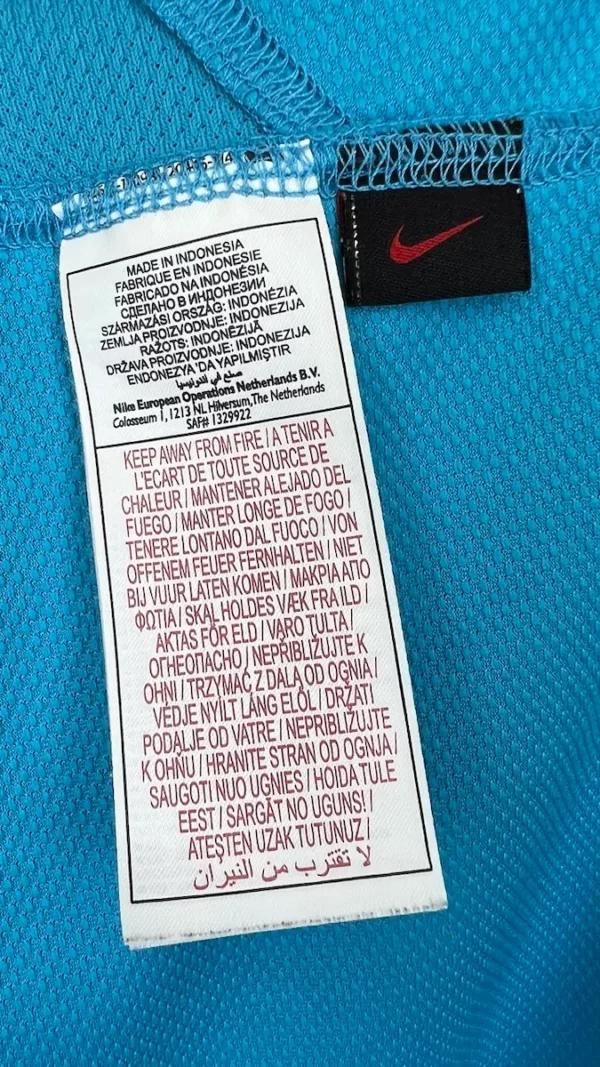 MADE IN INDONESIA
FABRIQUE EN INDONESIE
FABRICADO NA INDONÉSIA
СДЕЛАНО В ИНДОНЕЗИИ
SZÁRMAZÁSI ORSZÁG: INDONÉZIA
ZEMLJA PROIZVODNJE: INDONEZIJA
RAŽOTS: INDONĒZIJĀ
DRŽAVA PROIZVODNJE: INDONEZIJA
ENDONEZYA'DA YAPILMIŞTIR
صنع في
Nike European Operations Netherlands B.V.
Colosseum 1, 1213 NL Hilversum, The Netherlands
SAF# 1329922
KEEP AWAY FROM FIRE / A TENIR A
L'ECART DE TOUTE SOURCE DE
CHALEUR / MANTENER ALEJADO DEL
FUEGO / MANTER LONGE DE FOGO /
TENERE LONTANO DAL FUOCO / VON
OFFENEM FEUER FERNHALTEN / NIET
BIJ VUUR LATEN KOMEN / ΜΑΚΡΙΑ ΑΠΟ
ΦΩΤΙΑ / SKAL HOLDES VÆK FRA ILD /
AKTAS FÖR ELD / VARO TULTA /
ОГНЕОПАСНО / NEPŘIBLIŽUJTE K
OHNI / TRZYMAĆ Z DALA OD OGNIA /
VÉDJE NYÍLT LÁNG ELŐL / DRŽATI
PODALJE OD VATRE / NEPRIBLIŽUJTE
K OHŇU / HRANITE STRAN OD OGNJA /
SAUGOTI NUO UGNIES / HOIDA TULE
EEST / SARGĀT NO UGUNS! /
ATEŞTEN UZAK TUTUNUZ /
لا تقترب من النيران